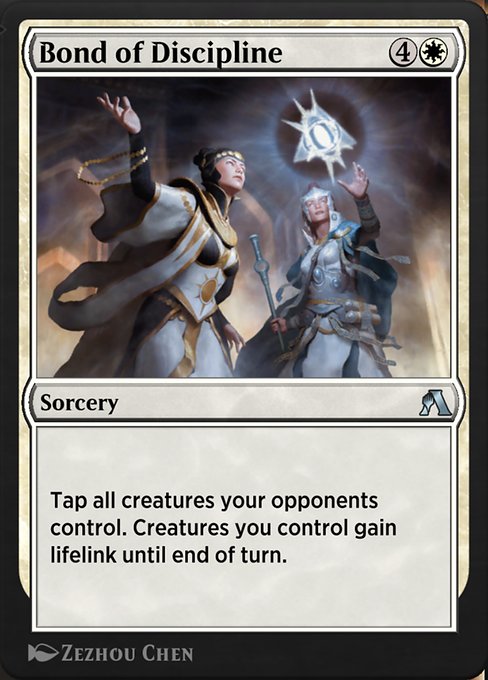 Bond of Discipline 4
Sorcery
Tap all creatures your opponents
control. Creatures you control gain
lifelink until end of turn.
Zezhou Chen